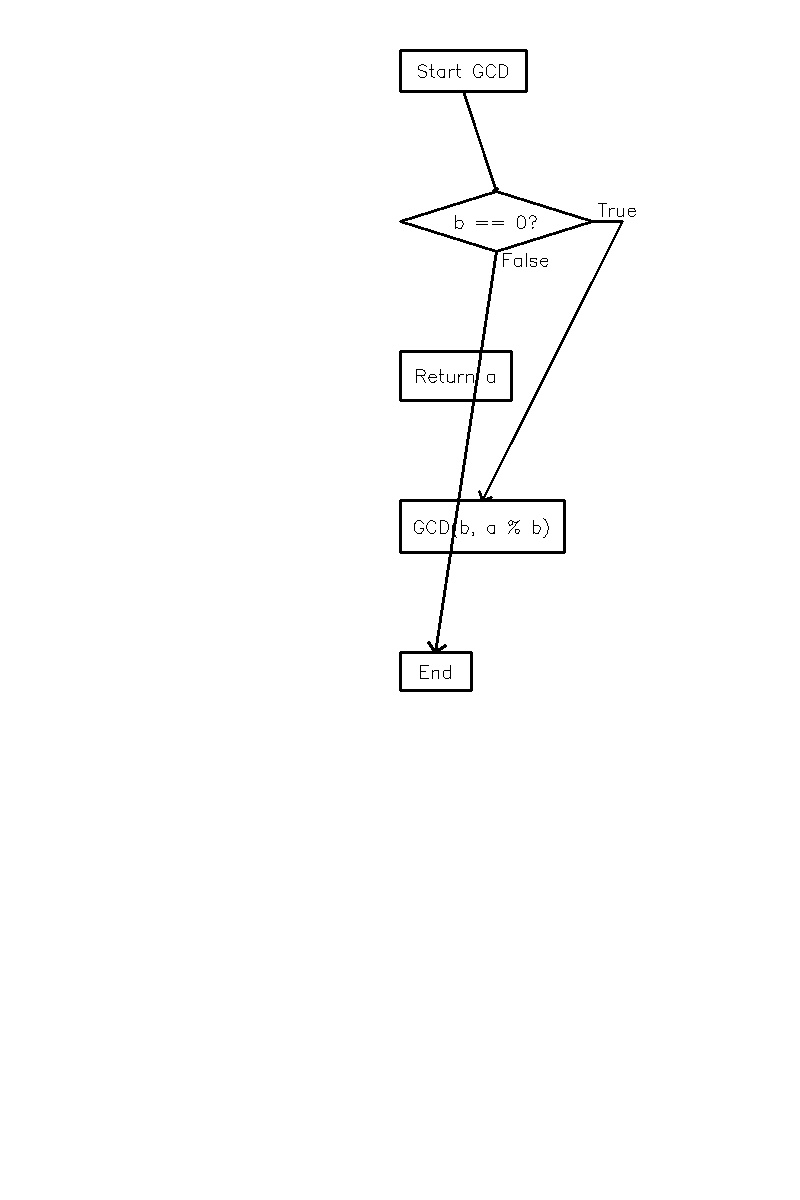 Start GCD
b == 0?
True
False
Return a
GCD(b, a % b)
End